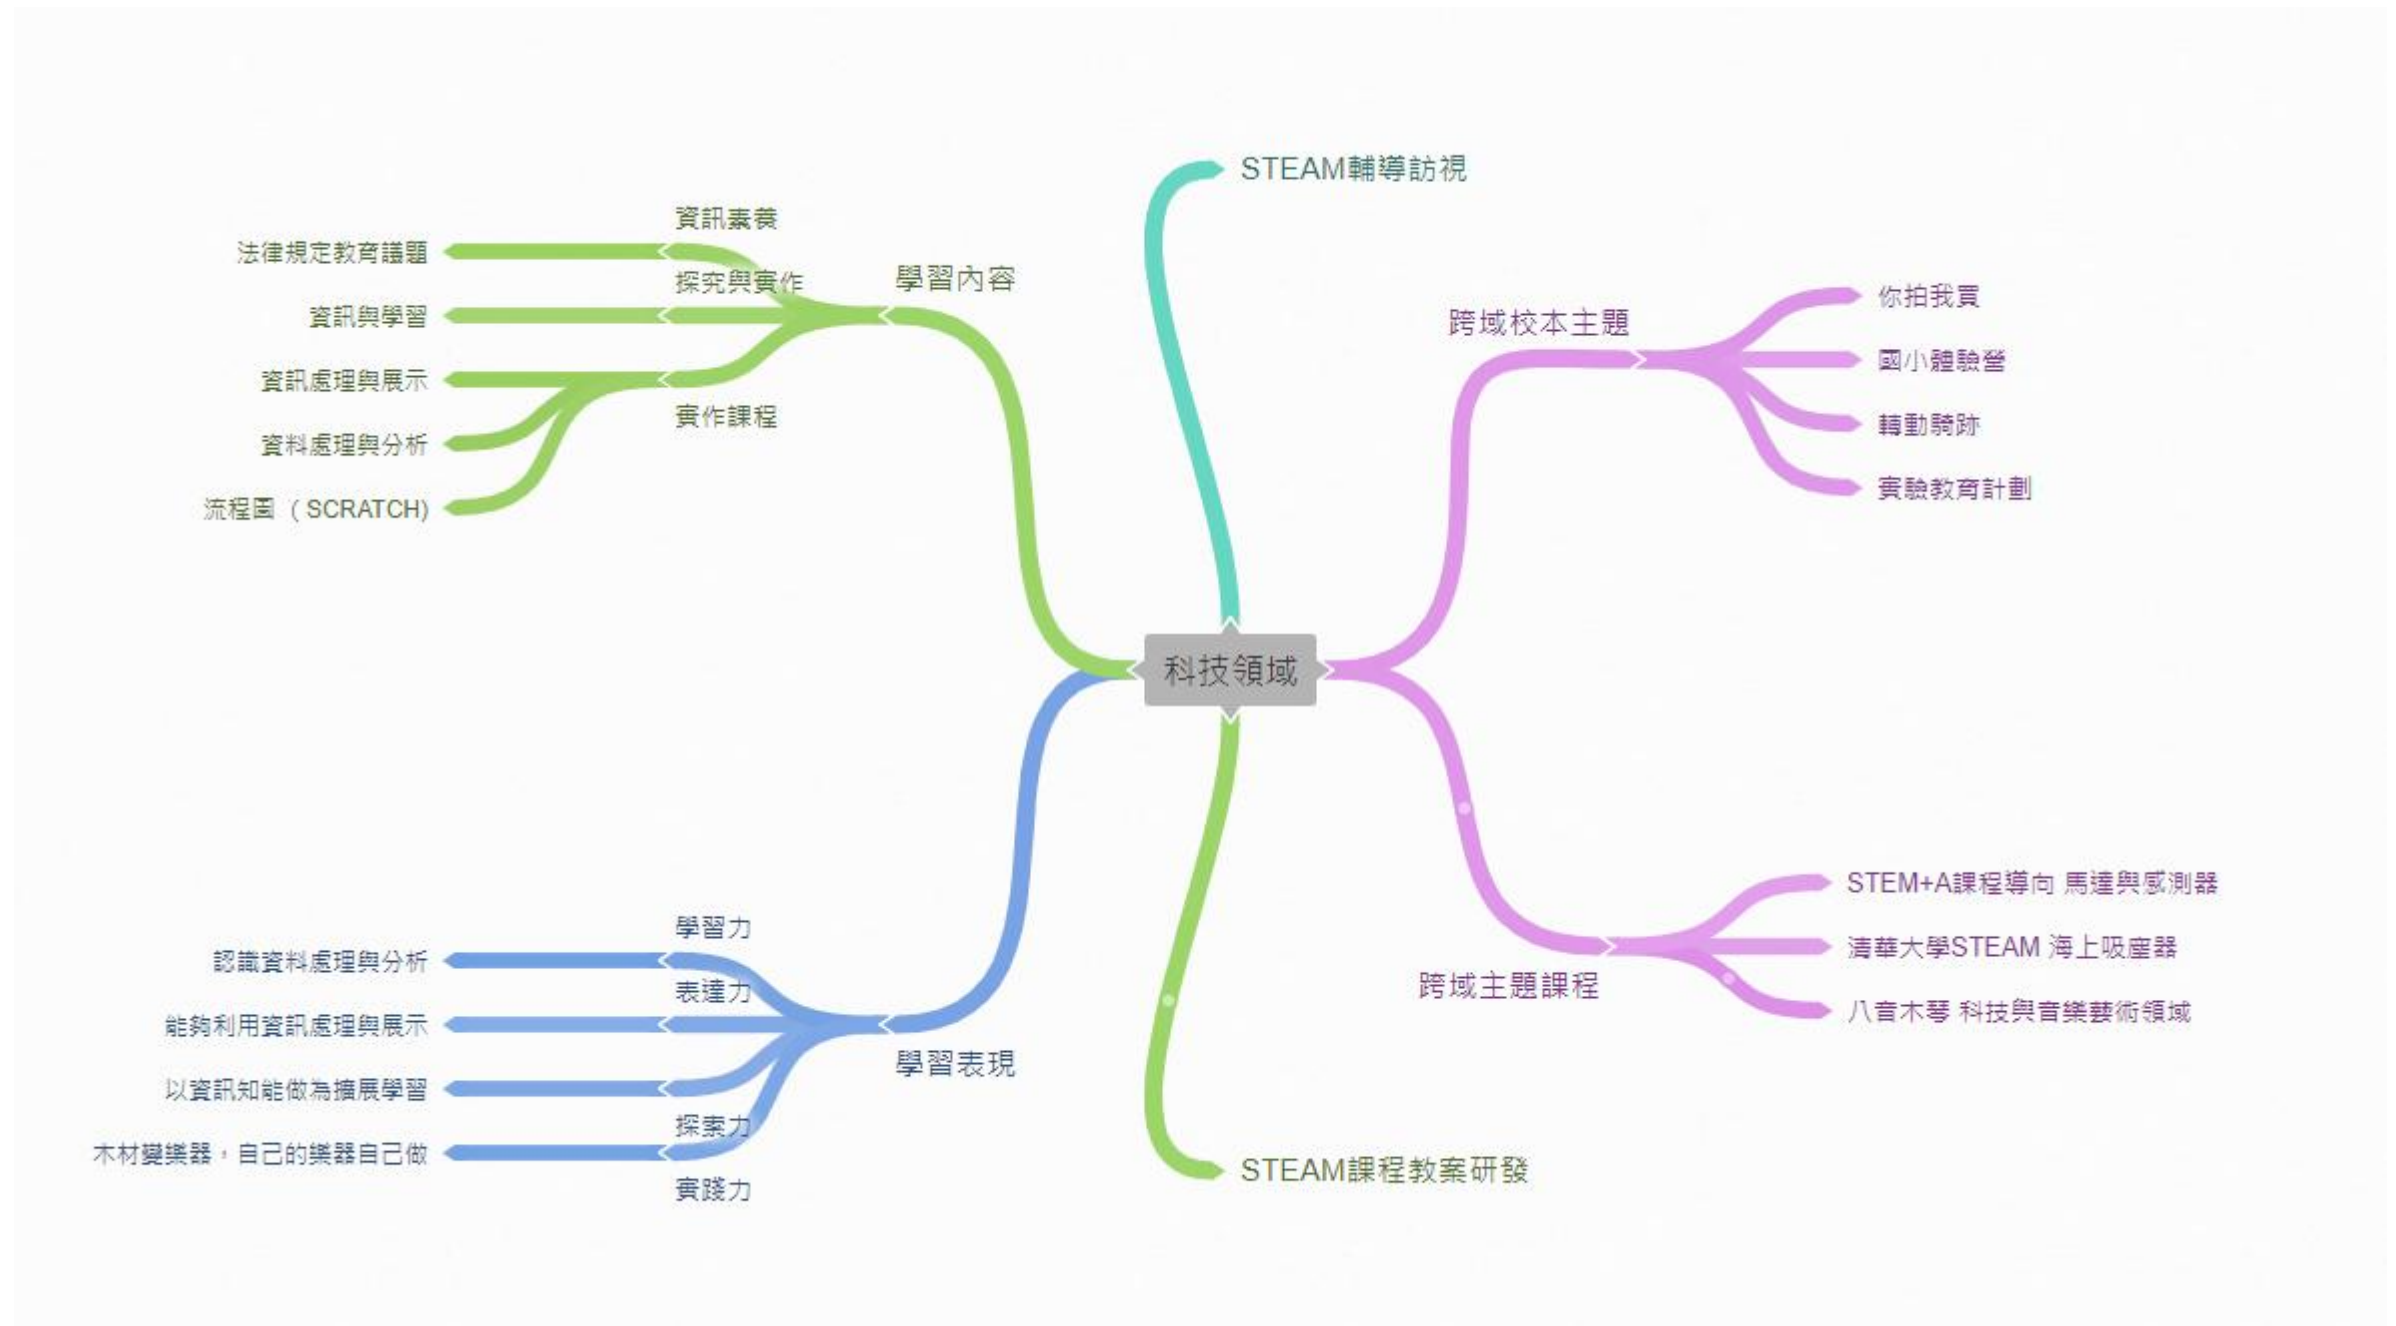 STEAM輔導訪視
資訊素養
法律規定教育議題
探究與實作
學習內容
資訊與學習
資訊處理與展示
實作課程
資料處理與分析
流程圖 （SCRATCH)
跨域校本主題
你拍我買
國小體驗營
轉動騎跡
實驗教育計劃
科技領域
學習力
認識資料處理與分析
表達力
能夠利用資訊處理與展示
學習表現
以資訊知能做為擴展學習
探索力
木材變樂器，自己的樂器自己做
實踐力
STEM+A課程導向 馬達與感測器
清華大學STEAM 海上吸塵器
跨域主題課程
八音木琴 科技與音樂藝術領域
STEAM課程教案研發